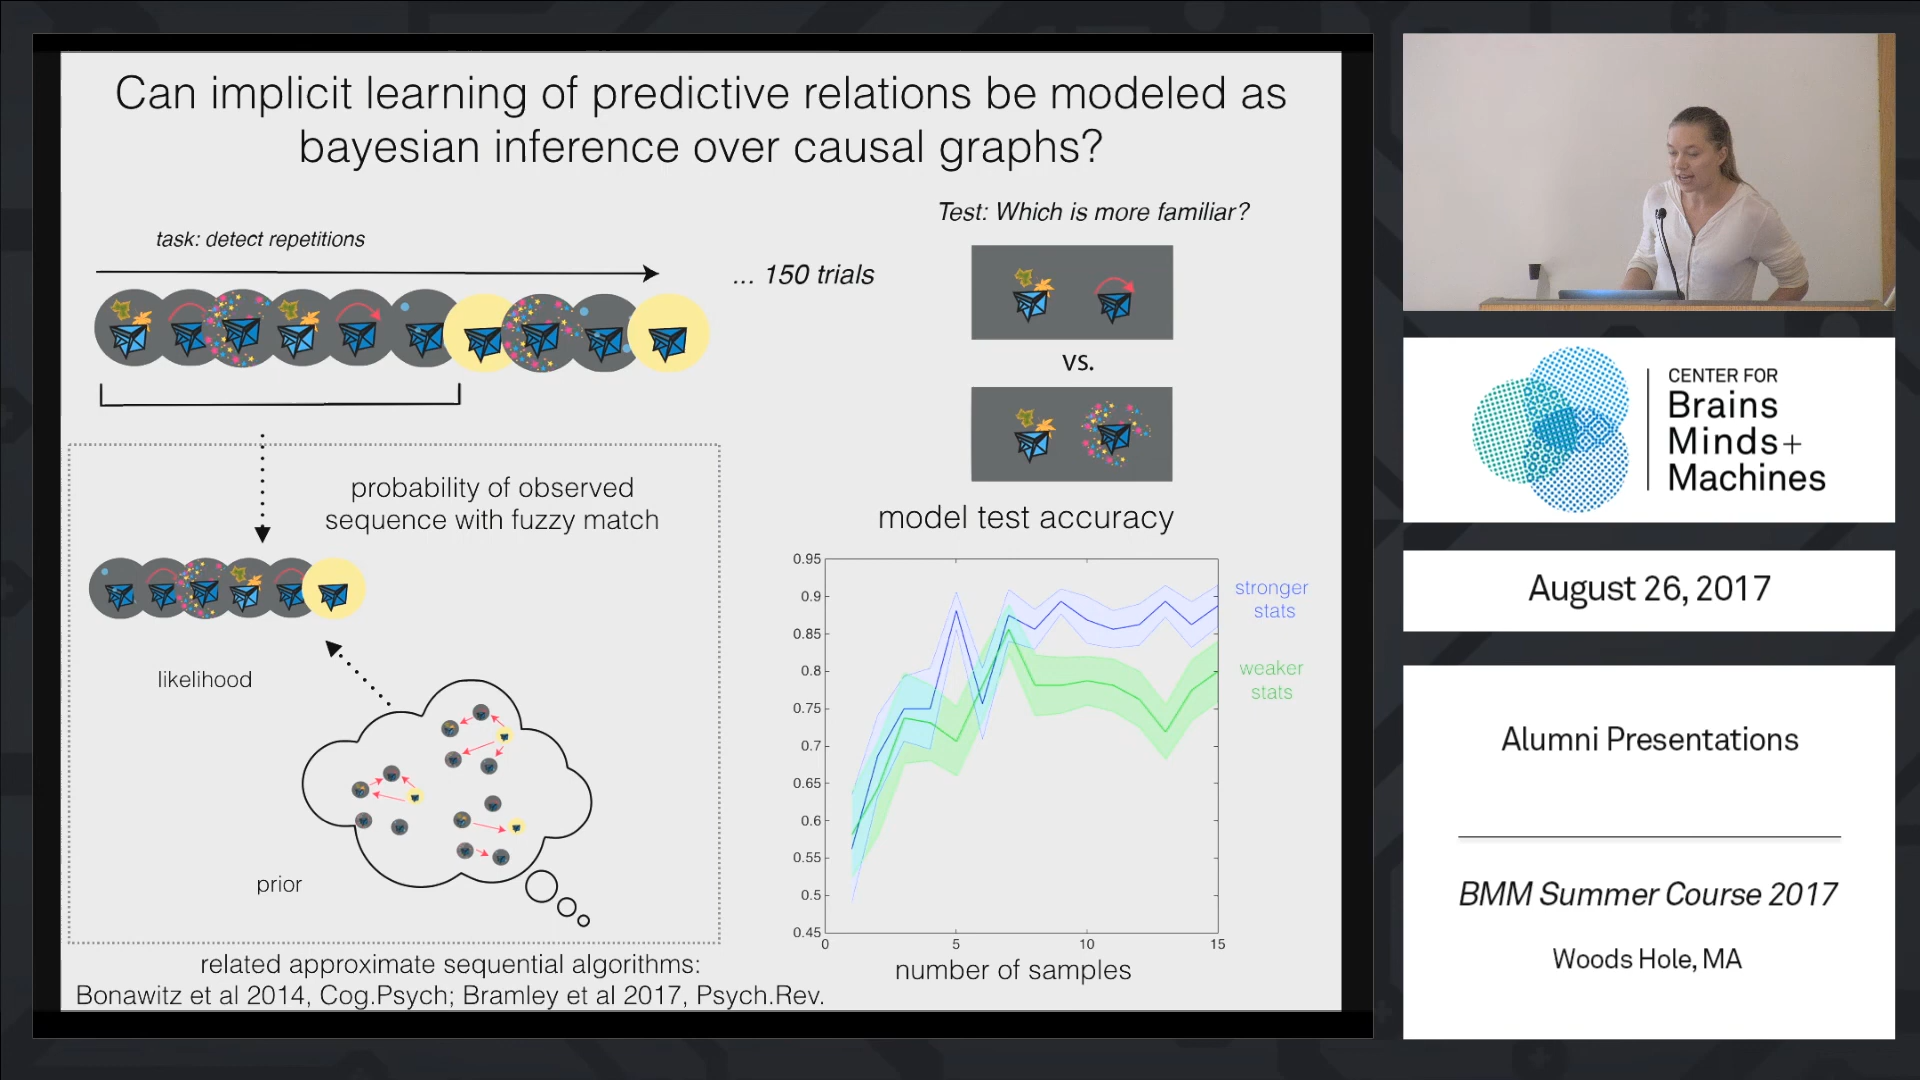 Can implicit learning of predictive relations be modeled as
bayesian inference over causal graphs?
task: detect repetitions
... 150 trials
Test: Which is more familiar?
vs.
probability of observed
sequence with fuzzy match
likelihood
prior
related approximate sequential algorithms:
Bonawitz et al 2014, Cog.Psych; Bramley et al 2017, Psych.Rev.
model test accuracy
0.95
0.9
0.85
0.8
0.75
0.7
0.65
0.6
0.55
0.5
0.45
0
5
10
15
number of samples
stronger
stats
weaker
stats
CENTER FOR
Brains
Minds+
Machines
August 26, 2017
Alumni Presentations
BMM Summer Course 2017
Woods Hole, MA